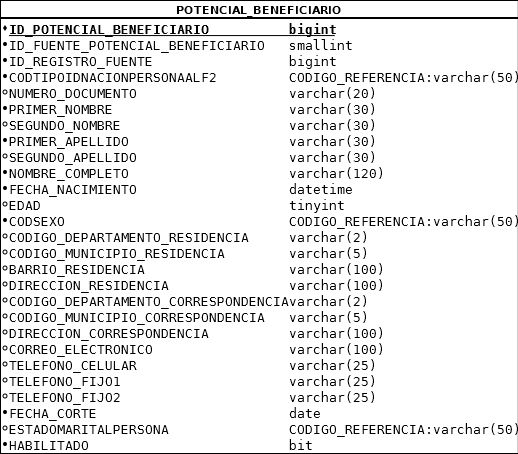 POTENCIAL_BENEFICIARIO
ID_POTENCIAL_BENEFICIARIO bigint
ID_FUENTE_POTENCIAL_BENEFICIARIO smallint
ID_REGISTRO_FUENTE bigint
CODTIPOIDNACIONPERSONAALF2 CODIGO_REFERENCIA:varchar(50)
NUMERO_DOCUMENTO varchar(20)
PRIMER_NOMBRE varchar(30)
SEGUNDO_NOMBRE varchar(30)
PRIMER_APELLIDO varchar(30)
SEGUNDO_APELLIDO varchar(30)
NOMBRE_COMPLETO varchar(120)
FECHA_NACIMIENTO datetime
EDAD tinyint
CODSEXO CODIGO_REFERENCIA:varchar(50)
CODIGO_DEPARTAMENTO_RESIDENCIA varchar(2)
CODIGO_MUNICIPIO_RESIDENCIA varchar(5)
BARRIO_RESIDENCIA varchar(100)
DIRECCION_RESIDENCIA varchar(100)
CODIGO_DEPARTAMENTO_CORRESPONDENCIA varchar(2)
CODIGO_MUNICIPIO_CORRESPONDENCIA varchar(5)
DIRECCION_CORRESPONDENCIA varchar(100)
CORREO_ELECTRONICO varchar(100)
TELEFONO_CELULAR varchar(25)
TELEFONO_FIJO1 varchar(25)
TELEFONO_FIJO2 varchar(25)
FECHA_CORTE date
ESTADOMARITALPERSONA CODIGO_REFERENCIA:varchar(50)
HABILITADO bit